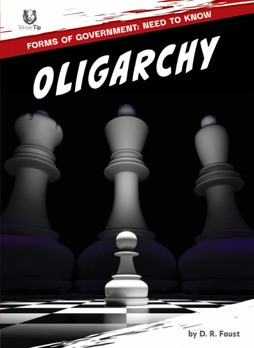 SilverTip
FORMS OF GOVERNMENT: NEED TO KNOW
OLIGARCHY
by D. R. Faust